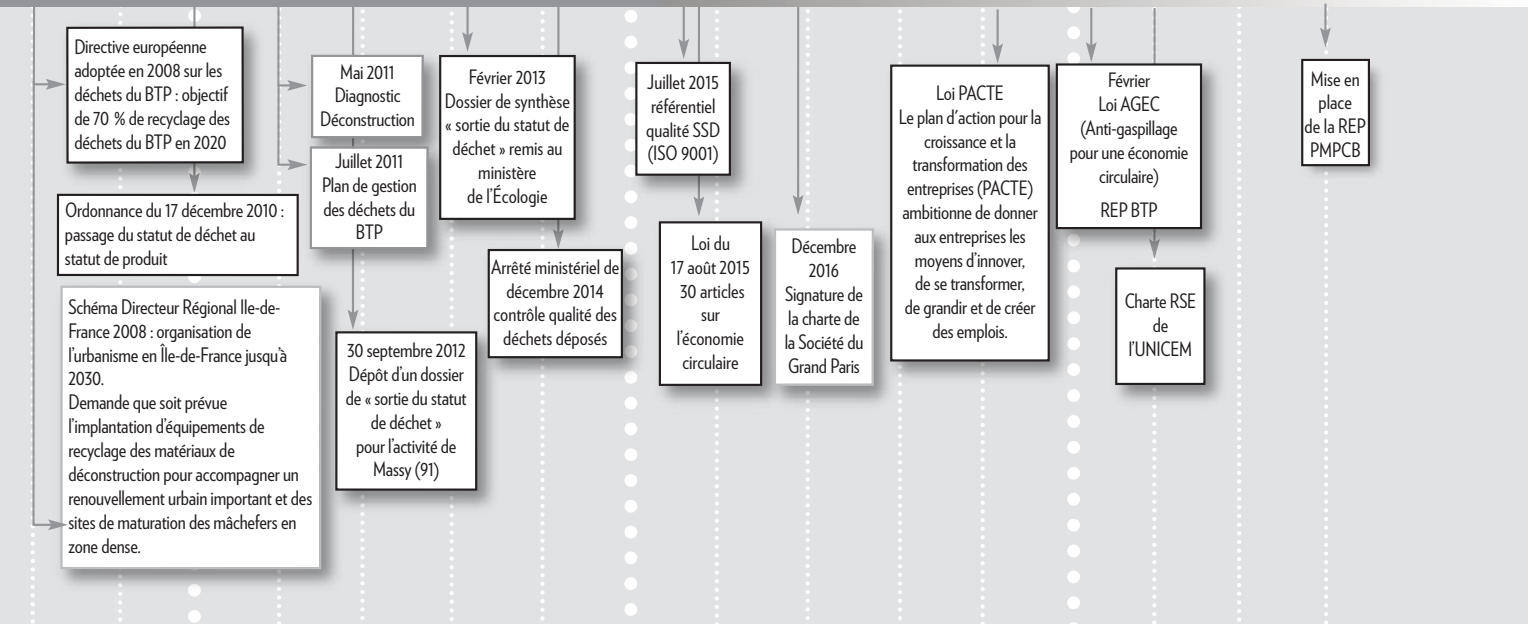 Directive européenne
adoptée en 2008 sur les
déchets du BTP : objectif
de 70 % de recyclage des
déchets du BTP en 2020
Ordonnance du 17 décembre 2010 :
passage du statut de déchet au
statut de produit
Schéma Directeur Régional Ile-de-
France 2008 : organisation de
l'urbanisme en Île-de-France jusqu'à
2030.
Demande que soit prévue
l'implantation d'équipements de
recyclage des matériaux de
déconstruction pour accompagner un
renouvellement urbain important et des
sites de maturation des mâchefers en
zone dense.
Mai 2011
Diagnostic
Déconstruction
Juillet 2011
Plan de gestion
des déchets du
BTP
30 septembre 2012
Dépôt d'un dossier
de « sortie du statut
de déchet »
pour l'activité de
Massy (91)
Février 2013
Dossier de synthèse
« sortie du statut de
déchet » remis au
ministère
de l'Écologie
Arrêté ministériel de
décembre 2014
contrôle qualité des
déchets déposés
Juillet 2015
référentiel
qualité SSD
(ISO 9001)
Loi du
17 août 2015
30 articles
sur
l'économie
circulaire
Décembre
2016
Signature de
la charte de
la Société du
Grand Paris
Loi PACTE
Le plan d'action pour la
croissance et la
transformation des
entreprises (PACTE)
ambitionne de donner
aux entreprises les
moyens d'innover,
de se transformer,
de grandir et de créer
des emplois.
Février
Loi AGEC
(Anti-gaspillage
pour une économie
circulaire)
REP BTP
Charte RSE
de
l'UNICEM
Mise en
place
de la REP
PMPCB